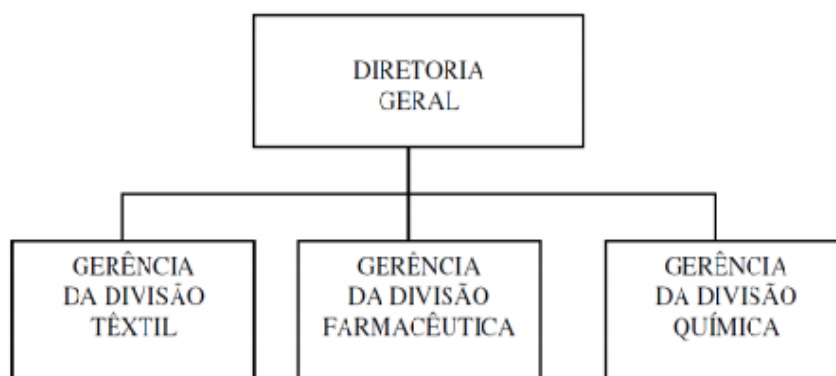 DIRETORIA
GERAL
GERÊNCIA
DA DIVISÃO
TÊXTIL
GERÊNCIA
DA DIVISÃO
FARMACÊUTICA
GERÊNCIA
DA DIVISÃO
QUÍMICA